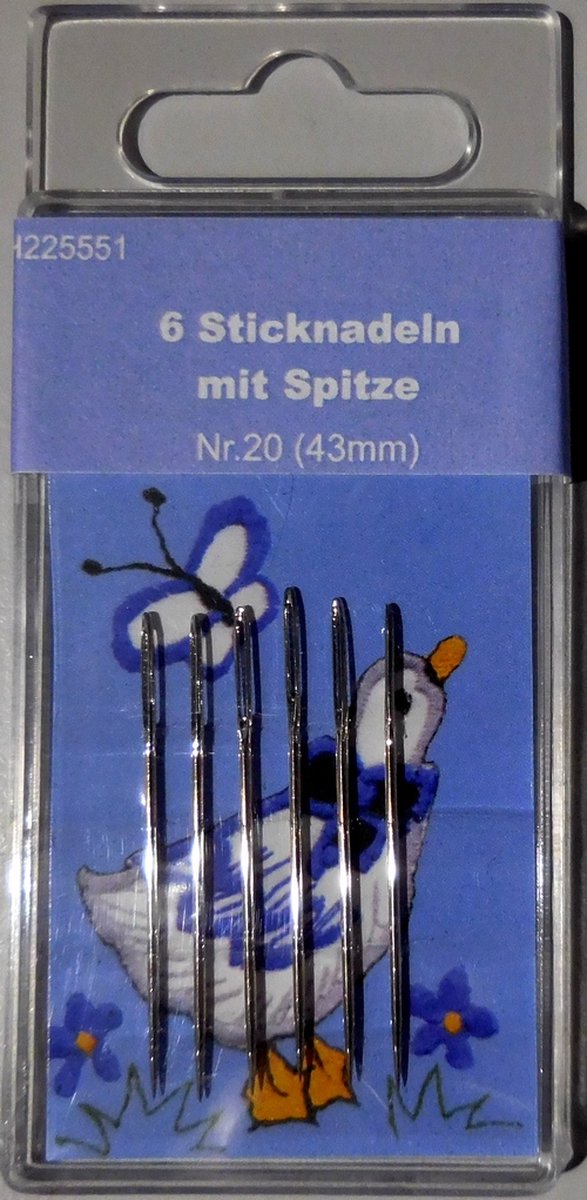 H225551
6 Sticknadeln
mit Spitze
Nr.20 (43mm)